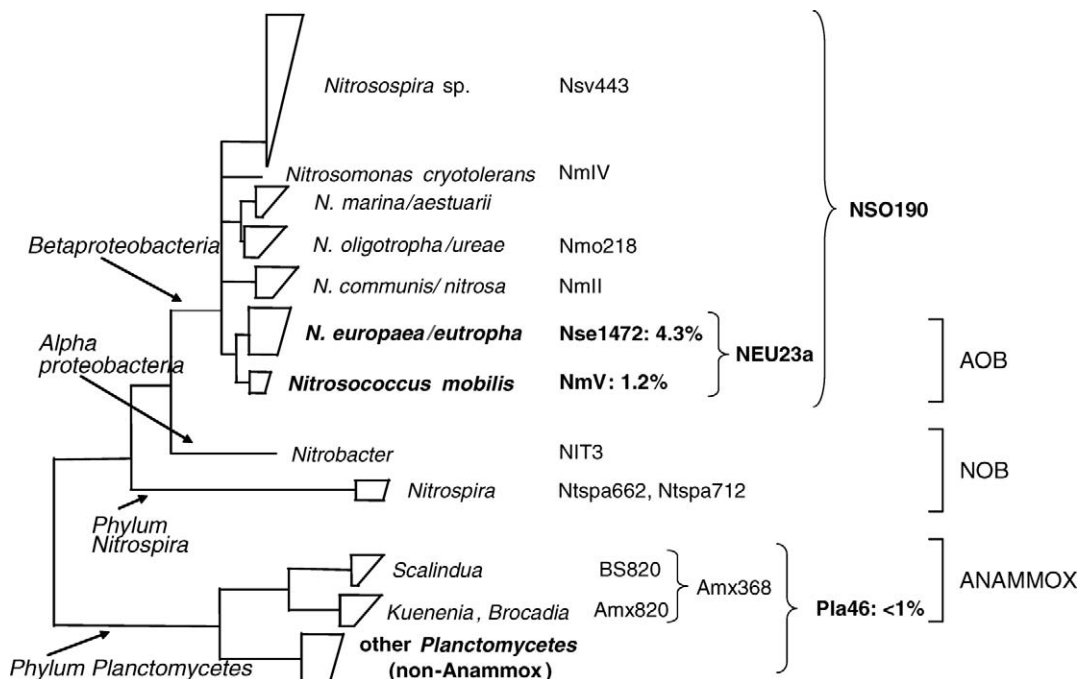 Nitrosospira sp. Nsv443
Nitrosomonas cryotolerans NmIV
N. marina/aestuarii
NSO190
Betaproteobacteria
N. oligotropha/ureae Nmo218
N. communis/nitrosa NmII
N. europaea/eutropha Nse1472: 4.3%
NEU23a
AOB
Alpha
proteobacteria
Nitrosococcus mobilis NmV: 1.2%
Nitrobacter NIT3
NOB
Nitrospira Ntspa662, Ntspa712
Phylum
Nitrospira
Scalindua BS820
Amx368
ANAMMOX
Kuenenia, Brocadia Amx820
Pla46: <1%
other Planctomycetes
(non-Anammox)
Phylum Planctomycetes